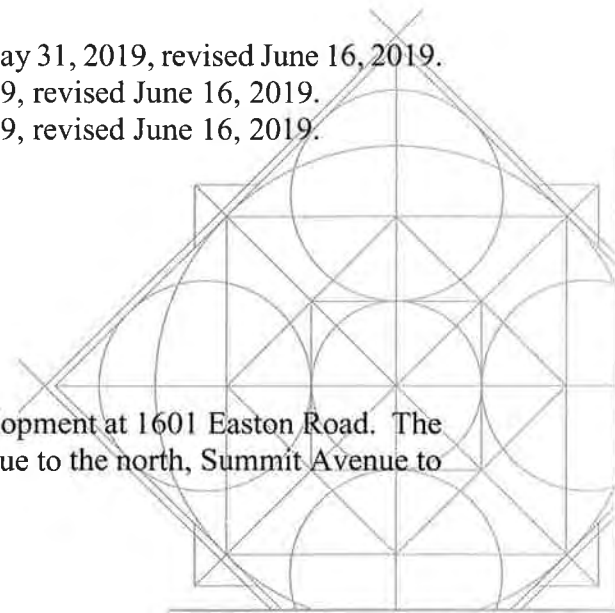 ay 31, 2019, revised June 16, 2019.
9, revised June 16, 2019.
9, revised June 16, 2019.
opment at 1601 Easton Road. The
ue to the north, Summit Avenue to